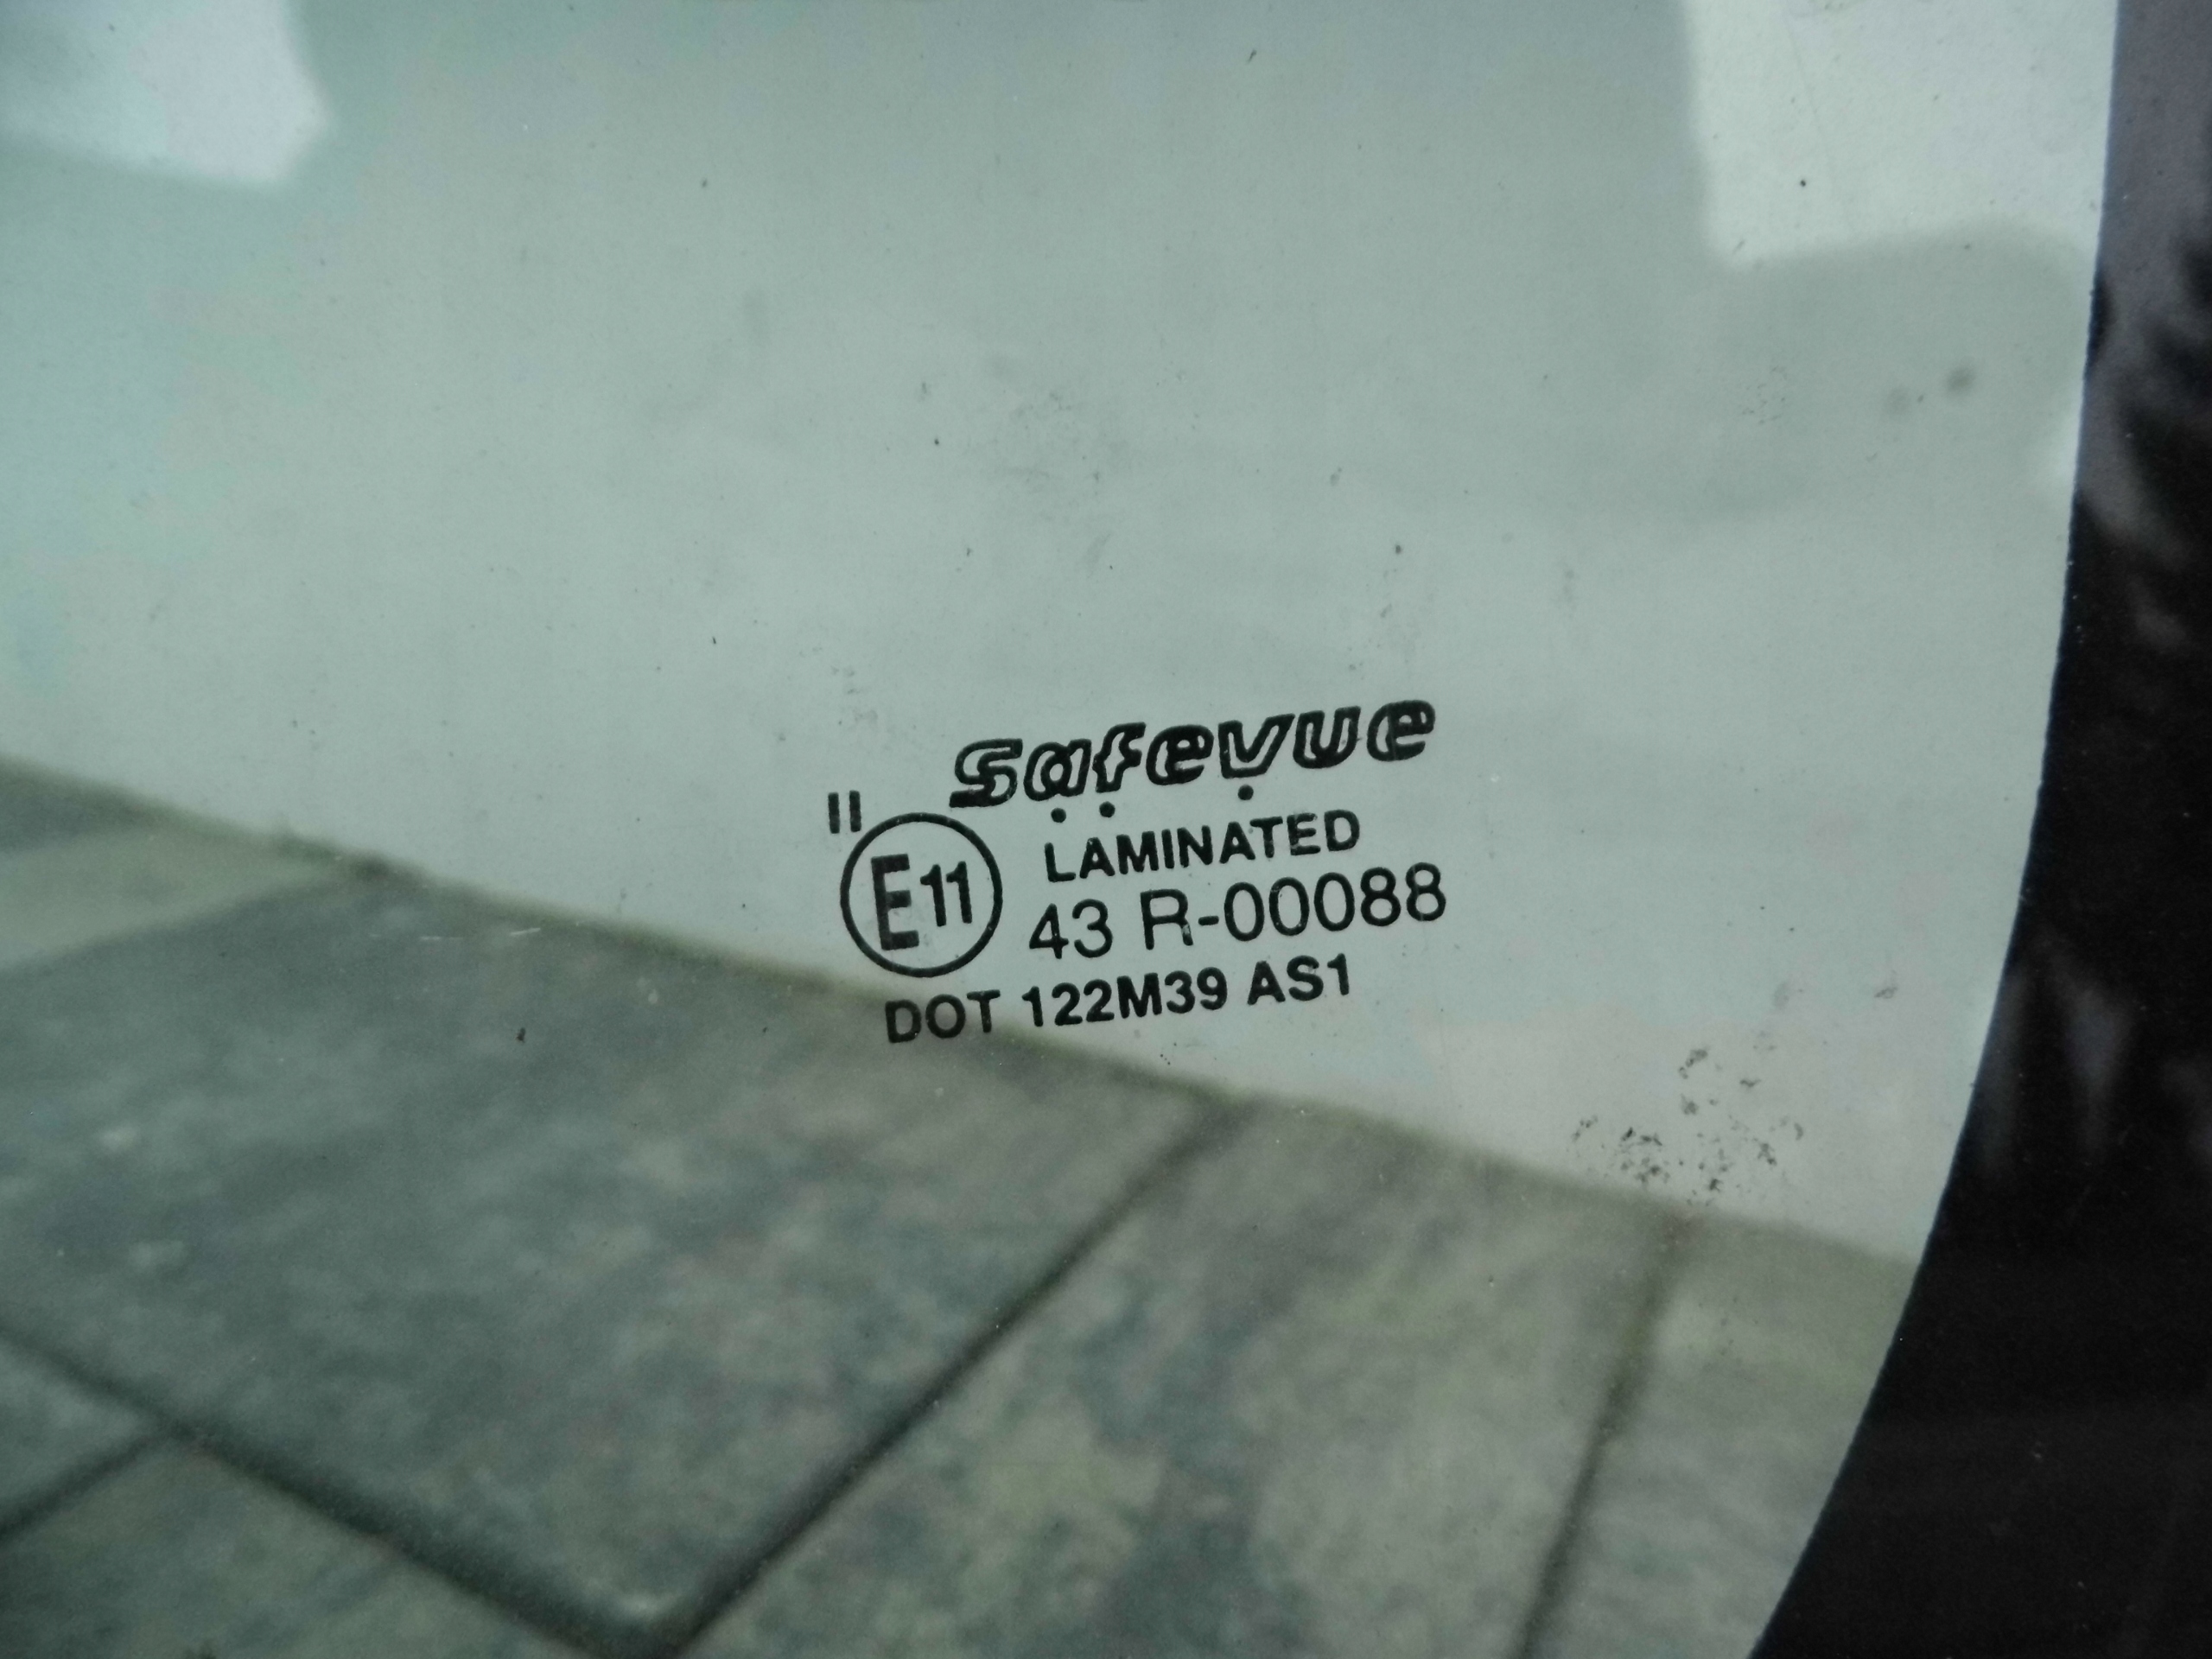 Safevue
II
LAMINATED
E11 43 R-00088
DOT 122M39 AS1